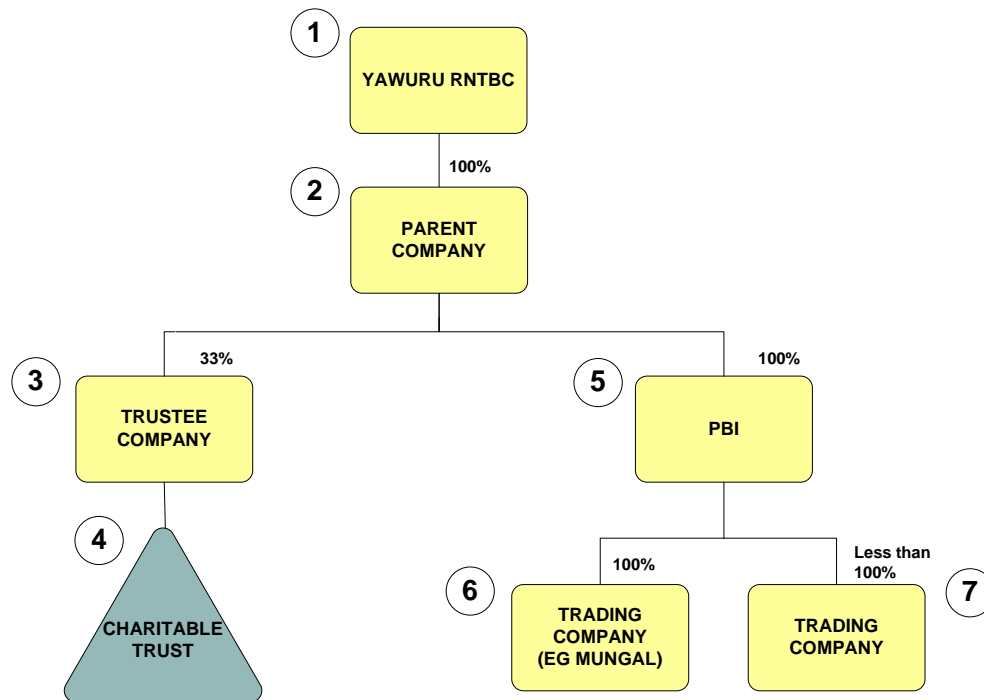 1
YAWURU RNTBC
100%
2
PARENT
COMPANY
33%
100%
3
TRUSTEE
COMPANY
5
PBI
4
CHARITABLE
TRUST
100%
Less than
100%
6
TRADING
COMPANY
(EG MUNGAL)
TRADING
COMPANY
7